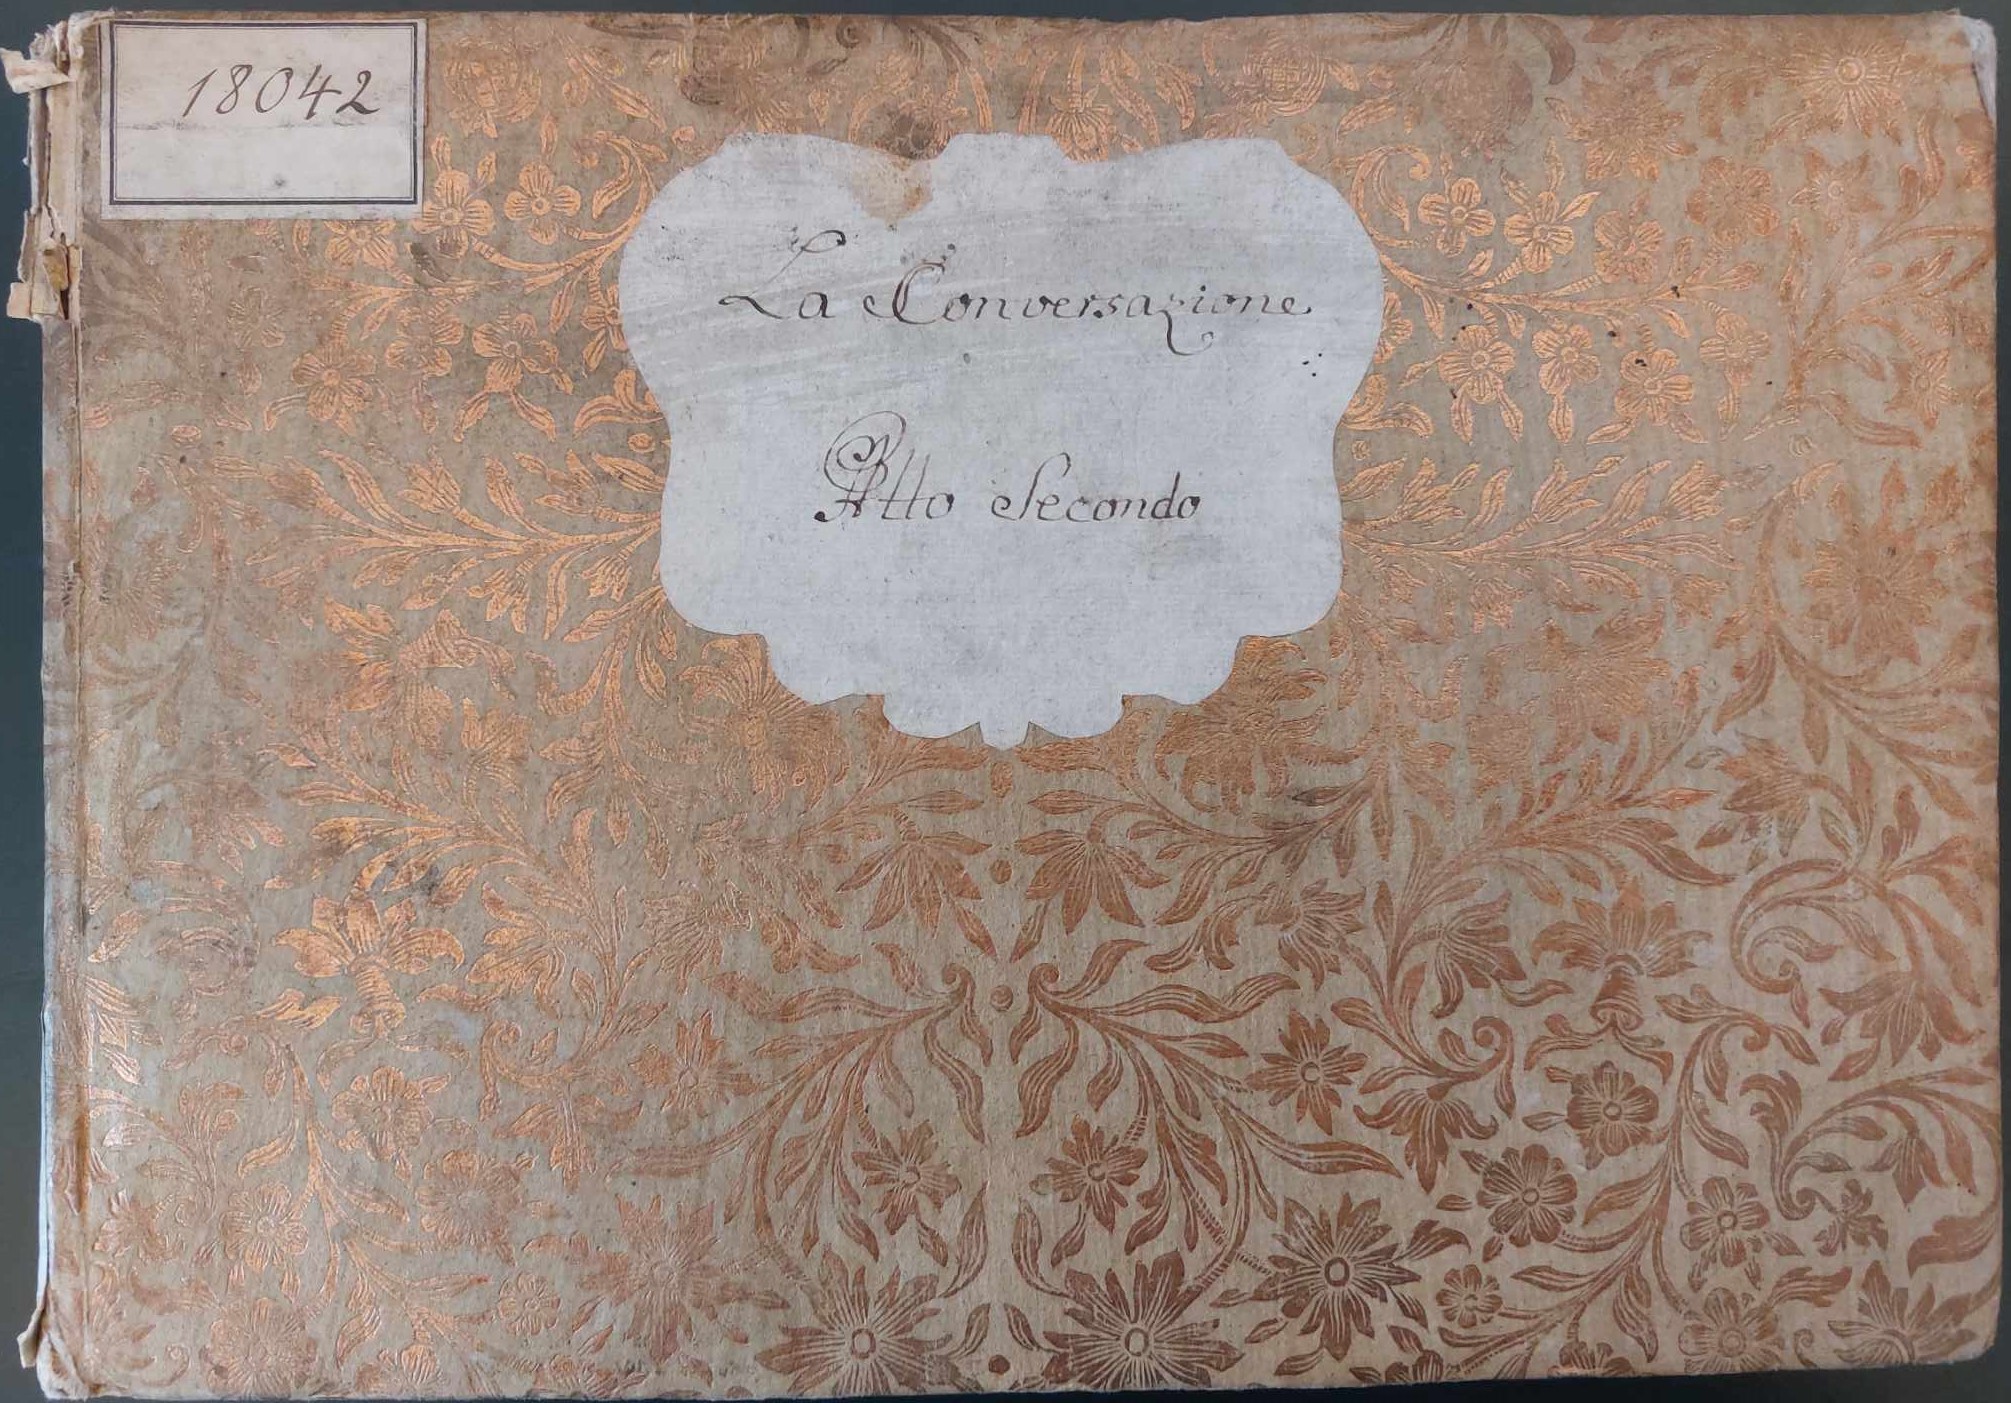 18042
La Conversazione
Atto Secondo